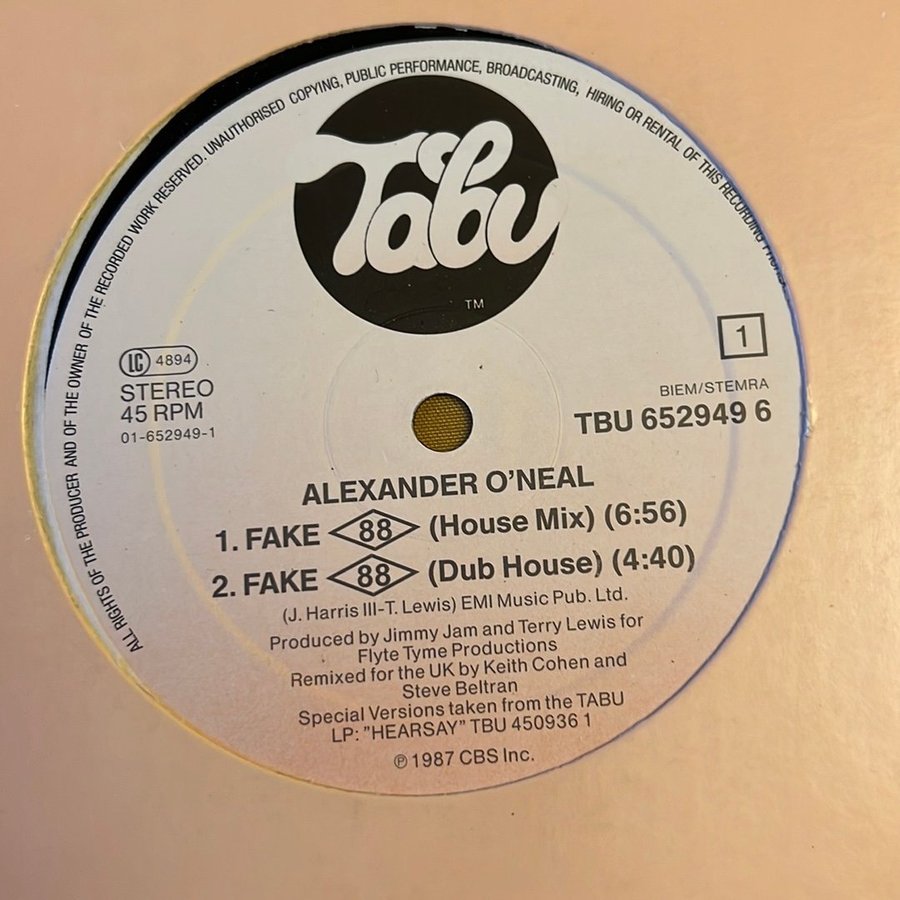 ALL RIGHTS OF THE PRODUCER AND OF THE OWNER OF THE RECORDED WORK RESERVED. UNAUTHORISED COPYING, PUBLIC PERFORMANCE, BROADCASTING, HIRING OR RENTAL OF THIS RECORDING
Tabu
TM
LC 4894
STEREO
45 RPM
01-652949-1
1
BIEM/STEMRA
TBU 652949 6
ALEXANDER O'NEAL
1. FAKE 88 (House Mix) (6:56)
2. FAKE 88 (Dub House) (4:40)
(J. Harris III-T. Lewis) EMI Music Pub. Ltd.
Produced by Jimmy Jam and Terry Lewis for
Flyte Tyme Productions
Remixed for the UK by Keith Cohen and
Steve Beltran
Special Versions taken from the TABU
LP: "HEARSAY" TBU 450936 1
℗ 1987 CBS Inc.